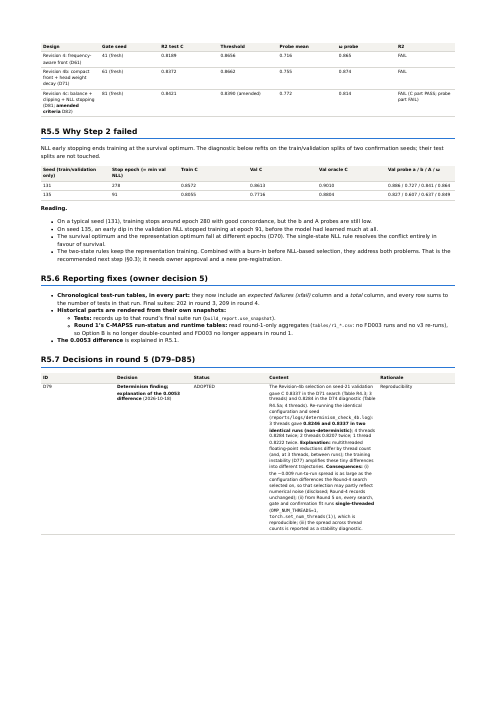 Design Gate seed R2 test C Threshold Probe mean ω probe R2
Revision 4: frequency-aware front (D61) 41 (fresh) 0.8189 0.8656 0.716 0.865 FAIL
Revision 4b: compact front + head weight decay (D71) 61 (fresh) 0.8372 0.8662 0.755 0.874 FAIL
Revision 4c: balance + clipping + NLL stopping (D81; amended criteria D82) 81 (fresh) 0.8421 0.8390 (amended) 0.772 0.814 FAIL (C part PASS; probe part FAIL)
R5.5 Why Step 2 failed
NLL early stopping ends training at the survival optimum. The diagnostic below refits on the train/validation splits of two confirmation seeds; their test
splits are not touched.
Seed (train/validation only) Stop epoch (= min val NLL) Train C Val C Val oracle C Val probe a / b / A / ω
131 278 0.8572 0.8613 0.9010 0.886 / 0.727 / 0.841 / 0.864
135 91 0.8055 0.7716 0.8804 0.827 / 0.607 / 0.637 / 0.849
Reading.
• On a typical seed (131), training stops around epoch 280 with good concordance, but the b and A probes are still low.
• On seed 135, an early dip in the validation NLL stopped training at epoch 91, before the model had learned much at all.
• The survival optimum and the representation optimum fall at different epochs (D70). The single-state NLL rule resolves the conflict entirely in
favour of survival.
• The two-state rules keep the representation training. Combined with a burn-in before NLL-based selection, they address both problems. That is the
recommended next step (§0.3); it needs owner approval and a new pre-registration.
R5.6 Reporting fixes (owner decision 5)
• Chronological test-run tables, in every part: they now include an expected failures (xfail) column and a total column, and every row sums to
the number of tests in that run. Final suites: 202 in round 3, 209 in round 4.
• Historical parts are rendered from their own snapshots:
Tests: records up to that round's final suite run (build_report.use_snapshot).
Round 1's C-MAPSS run-status and runtime tables: read round-1-only aggregates (tables/r1_*.csv: no FD003 runs and no v3 re-runs),
so Option B is no longer double-counted and FD003 no longer appears in round 1.
• The 0.0053 difference is explained in R5.1.
R5.7 Decisions in round 5 (D79–D85)
ID Decision Status Content Rationale
D79 Determinism finding; explanation of the 0.0053 difference (2026-10-18) ADOPTED
The Revision-4b selection on seed-21 validation
gave C 0.8337 in the D71 search (Table R4.3; 3
threads) and 0.8284 in the D74 diagnostic (Table
R4.5a; 4 threads). Re-running the identical
configuration and seed
(reports/logs/determinism_check_4b.log):
3 threads gave 0.8246 and 0.8337 in two
identical runs (non-deterministic); 4 threads
0.8284 twice; 2 threads 0.8207 twice; 1 thread
0.8222 twice. Explanation: multithreaded
floating-point reductions differ by thread count
(and, at 3 threads, between runs); the training
instability (D77) amplifies these tiny differences
into different trajectories. Consequences: (i)
the ~0.009 run-to-run spread is as large as the
configuration differences the Round-4 search
selected on, so that selection may partly reflect
numerical noise (disclosed; Round-4 records
unchanged); (ii) from Round 5 on, every search,
gate and confirmation fit runs single-threaded
(OMP_NUM_THREADS=1,
torch.set_num_threads(1)), which is
reproducible; (iii) the spread across thread
counts is reported as a stability diagnostic.
Reproducibility